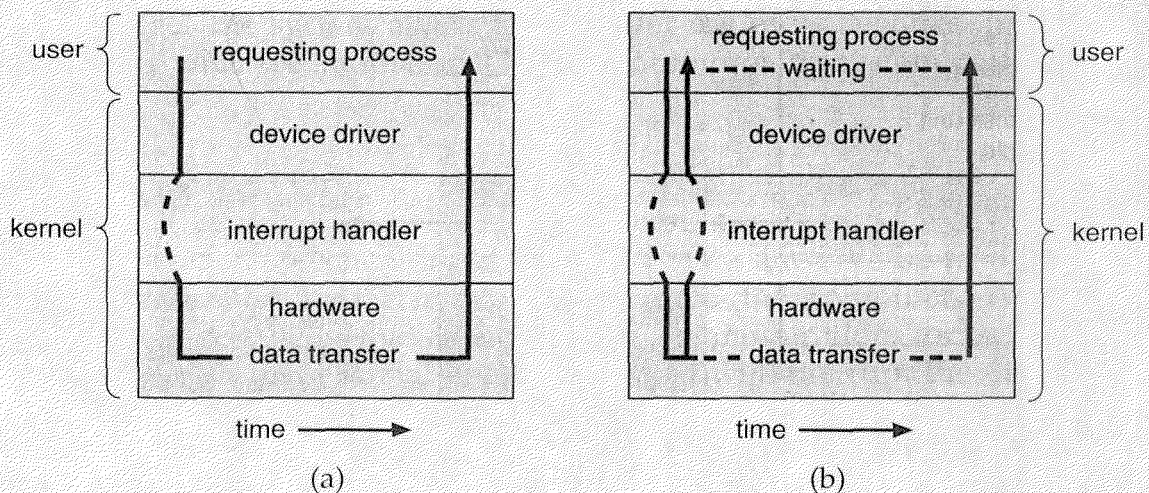 user
requesting process
device driver
kernel
interrupt handler
hardware
data transfer
time
(a)
requesting process
waiting
user
device driver
interrupt handler
kernel
hardware
data transfer
time
(b)